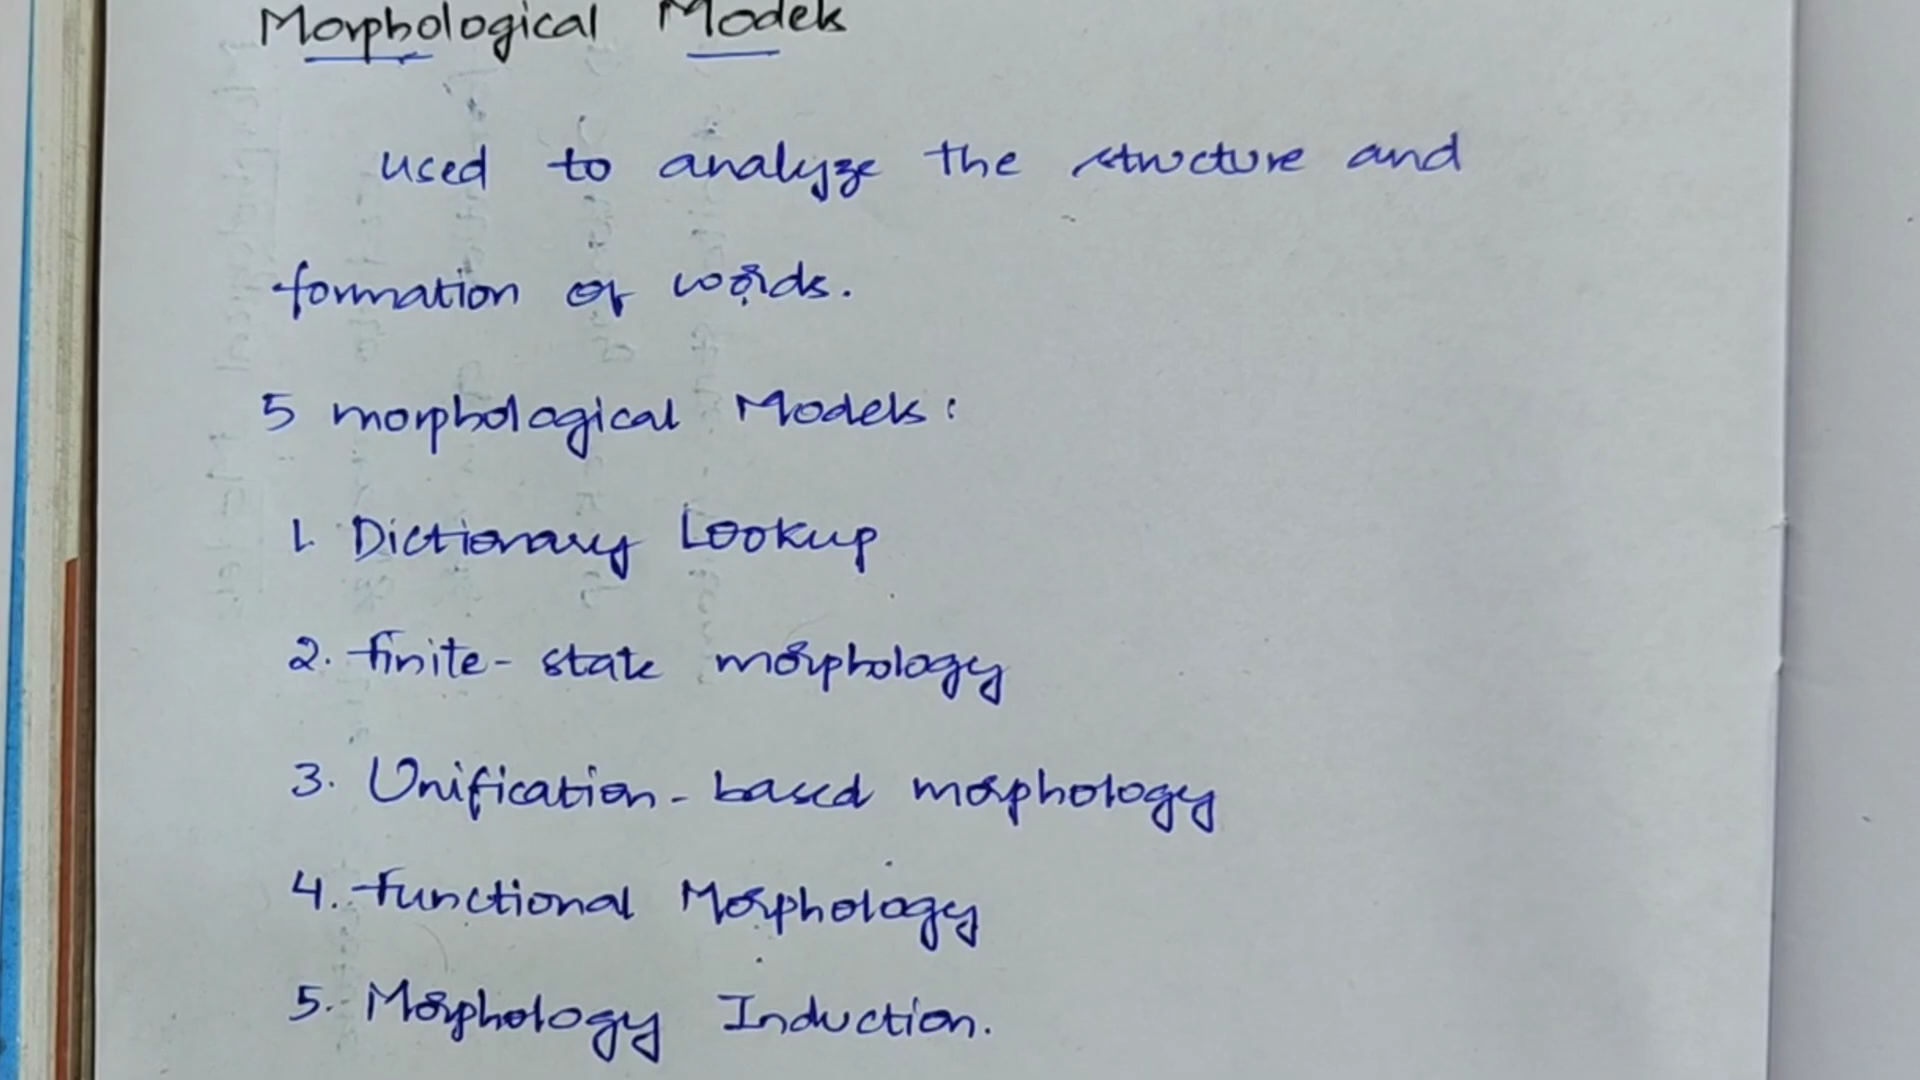 Morphological Models
used to analyze the structure and
formation of words.
5 morphological Models:
1. Dictionary Lookup
2. finite-state morphology
3. Unification-based morphology
4. functional Morphology
5. Morphology Induction.